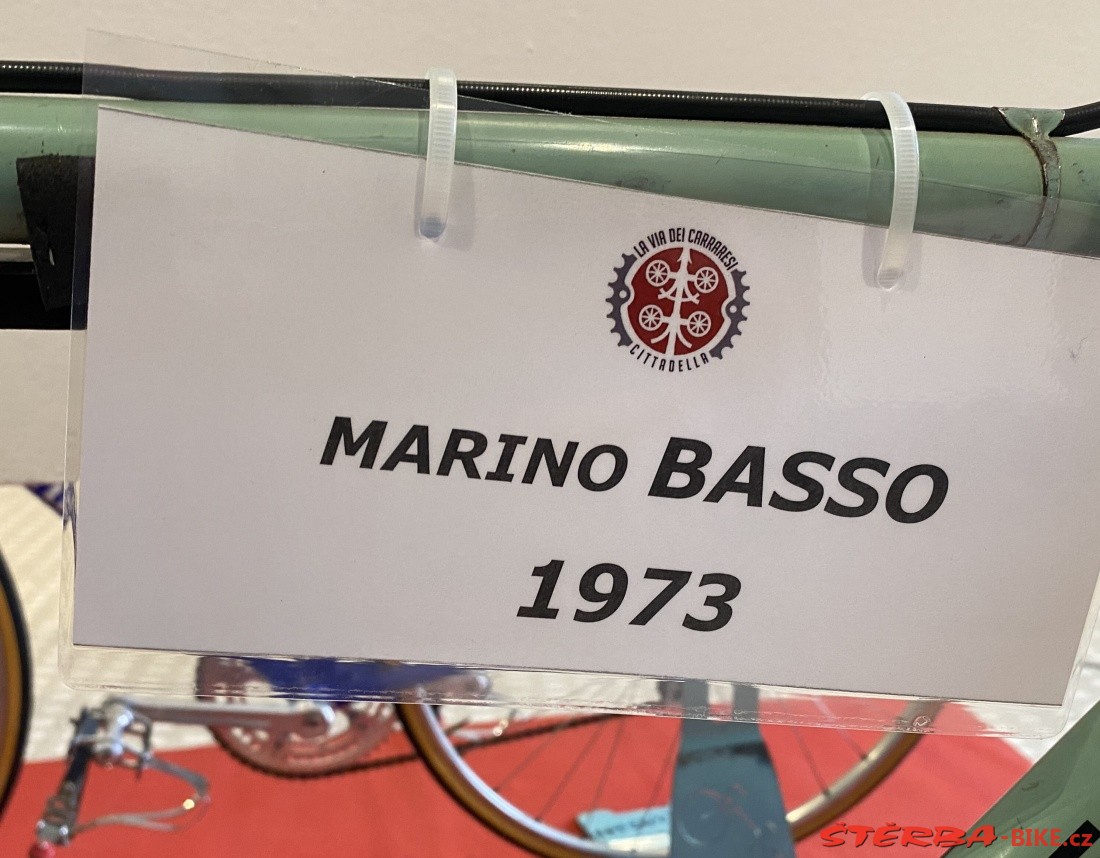 LA VIA DEI CARRARESI
CITTADELLA
MARINO BASSO
1973
ŠTĚRBA-BIKE.cz